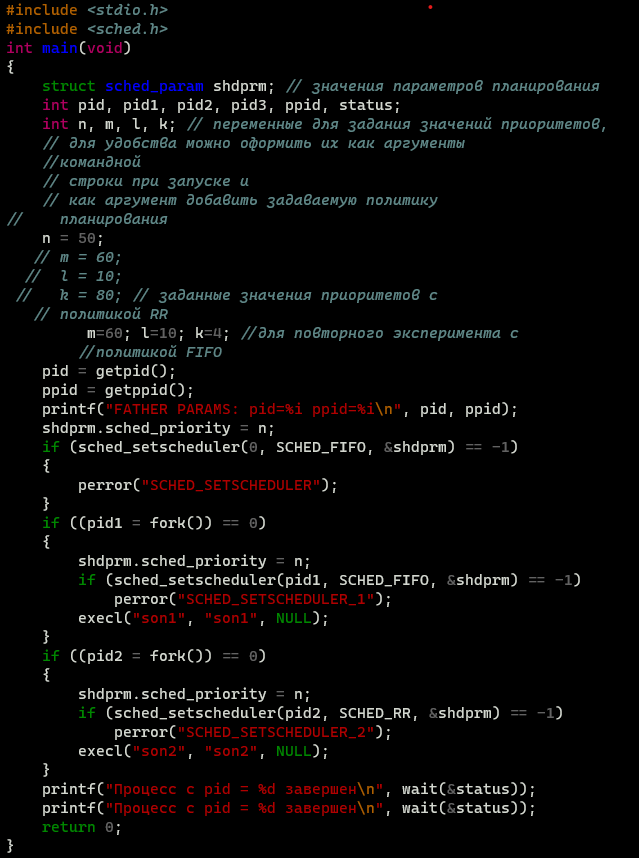 #include <stdio.h>
#include <sched.h>
int main(void)
{
    struct sched_param shdprm; // значения параметров планирования
    int pid, pid1, pid2, pid3, ppid, status;
    int n, m, l, k; // переменные для задания значений приоритетов,
    // для удобства можно оформить их как аргументы
    //командной
    // строки при запуске и
    // как аргумент добавить задаваемую политику
//    планирования
    n = 50;
   // m = 60;
  //  l = 10;
 //   k = 80; // заданные значения приоритетов с
   // политикой RR
         m=60; l=10; k=4; //для повторного эксперимента с
        //политикой FIFO
    pid = getpid();
    ppid = getppid();
    printf("FATHER PARAMS: pid=%i ppid=%i\n", pid, ppid);
    shdprm.sched_priority = n;
    if (sched_setscheduler(0, SCHED_FIFO, &shdprm) == -1)
    {
        perror("SCHED_SETSCHEDULER");
    }
    if ((pid1 = fork()) == 0)
    {
        shdprm.sched_priority = n;
        if (sched_setscheduler(pid1, SCHED_FIFO, &shdprm) == -1)
            perror("SCHED_SETSCHEDULER_1");
        execl("son1", "son1", NULL);
    }
    if ((pid2 = fork()) == 0)
    {
        shdprm.sched_priority = n;
        if (sched_setscheduler(pid2, SCHED_RR, &shdprm) == -1)
            perror("SCHED_SETSCHEDULER_2");
        execl("son2", "son2", NULL);
    }
    printf("Процесс с pid = %d завершен\n", wait(&status));
    printf("Процесс с pid = %d завершен\n", wait(&status));
    return 0;
}